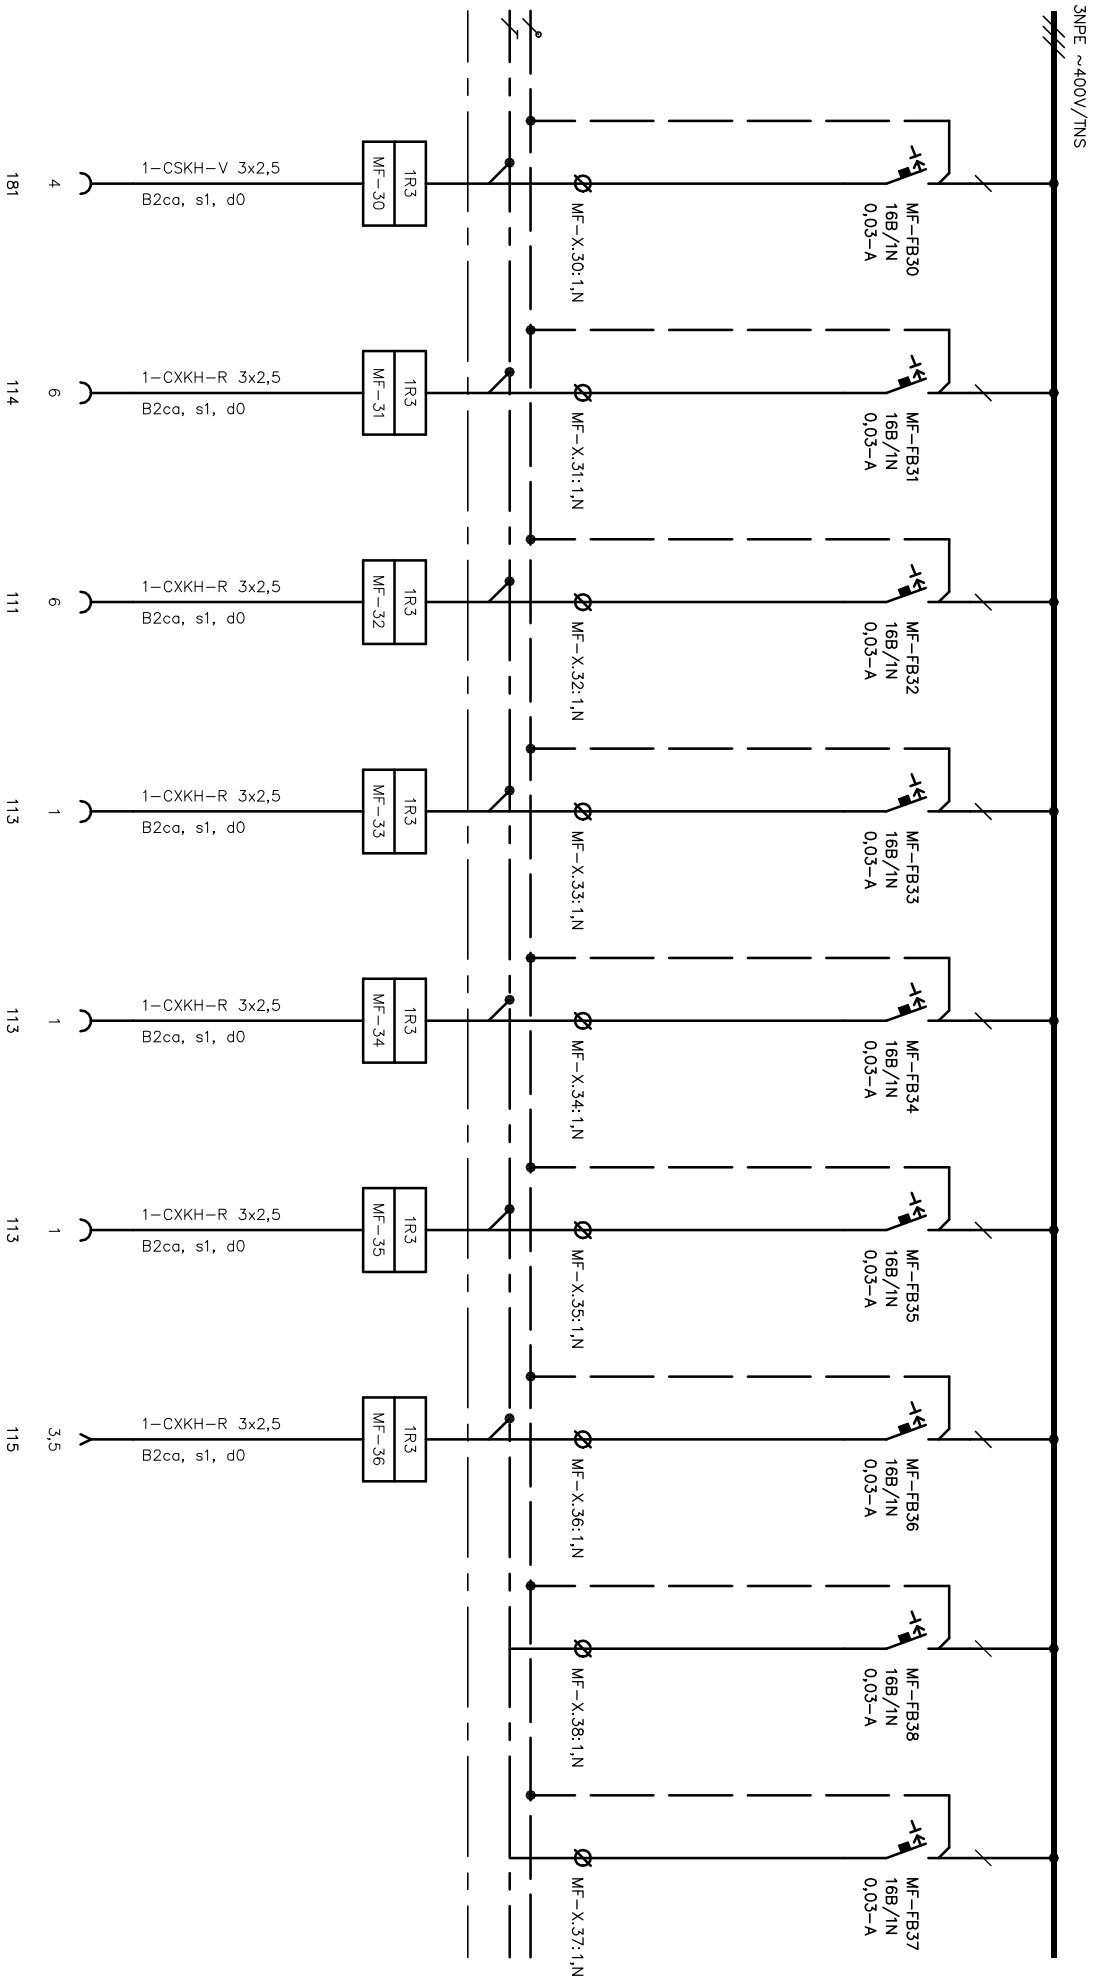 3NPE ~400V/TNS
MF-FB30
16B/1N
0,03-A
MF-X.30:1,N
1R3
MF-30
1-CSKH-V 3x2,5
B2ca, s1, d0
4
181
MF-FB31
16B/1N
0,03-A
MF-X.31:1,N
1R3
MF-31
1-CXKH-R 3x2,5
B2ca, s1, d0
6
114
MF-FB32
16B/1N
0,03-A
MF-X.32:1,N
1R3
MF-32
1-CXKH-R 3x2,5
B2ca, s1, d0
6
111
MF-FB33
16B/1N
0,03-A
MF-X.33:1,N
1R3
MF-33
1-CXKH-R 3x2,5
B2ca, s1, d0
1
113
MF-FB34
16B/1N
0,03-A
MF-X.34:1,N
1R3
MF-34
1-CXKH-R 3x2,5
B2ca, s1, d0
1
113
MF-FB35
16B/1N
0,03-A
MF-X.35:1,N
1R3
MF-35
1-CXKH-R 3x2,5
B2ca, s1, d0
1
113
MF-FB36
16B/1N
0,03-A
MF-X.36:1,N
1R3
MF-36
1-CXKH-R 3x2,5
B2ca, s1, d0
3,5
115
MF-FB38
16B/1N
0,03-A
MF-X.38:1,N
MF-FB37
16B/1N
0,03-A
MF-X.37:1,N